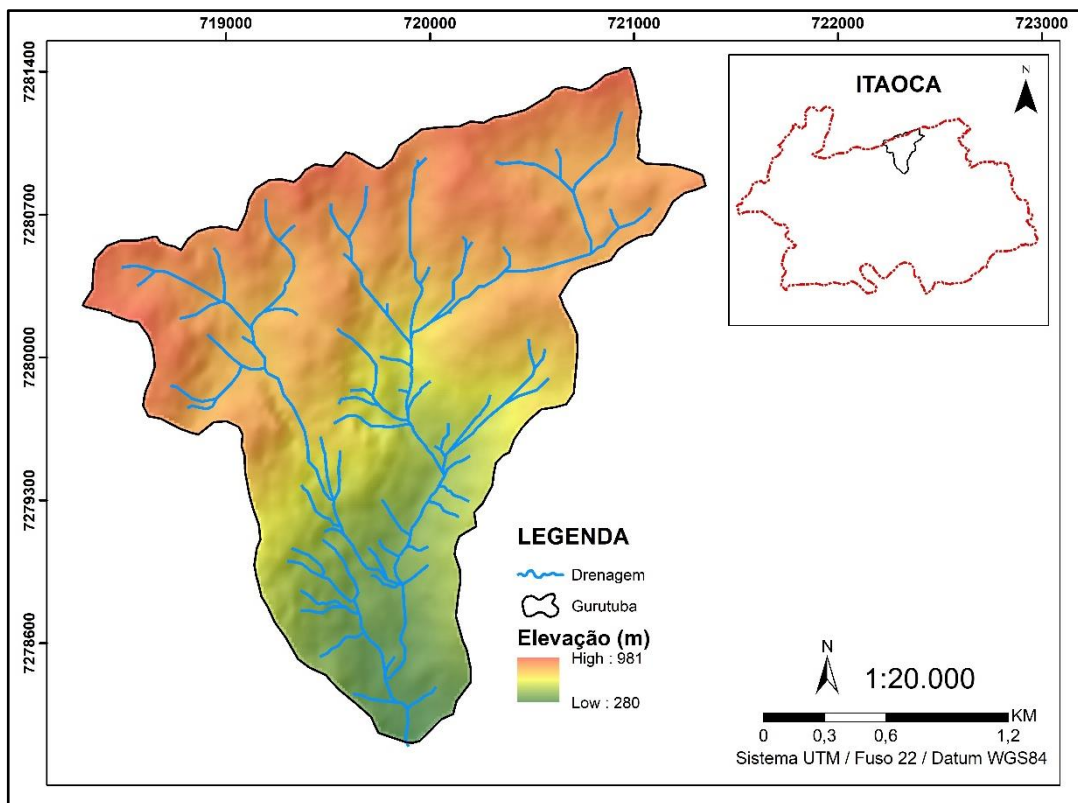 719000 720000 721000 722000 723000
7281400
7280700
7280000
7279300
7278600
ITAOCA
N
LEGENDA
Drenagem
Gurutuba
Elevação (m)
High : 981
Low : 280
N
1:20.000
KM
0 0,3 0,6 1,2
Sistema UTM / Fuso 22 / Datum WGS84